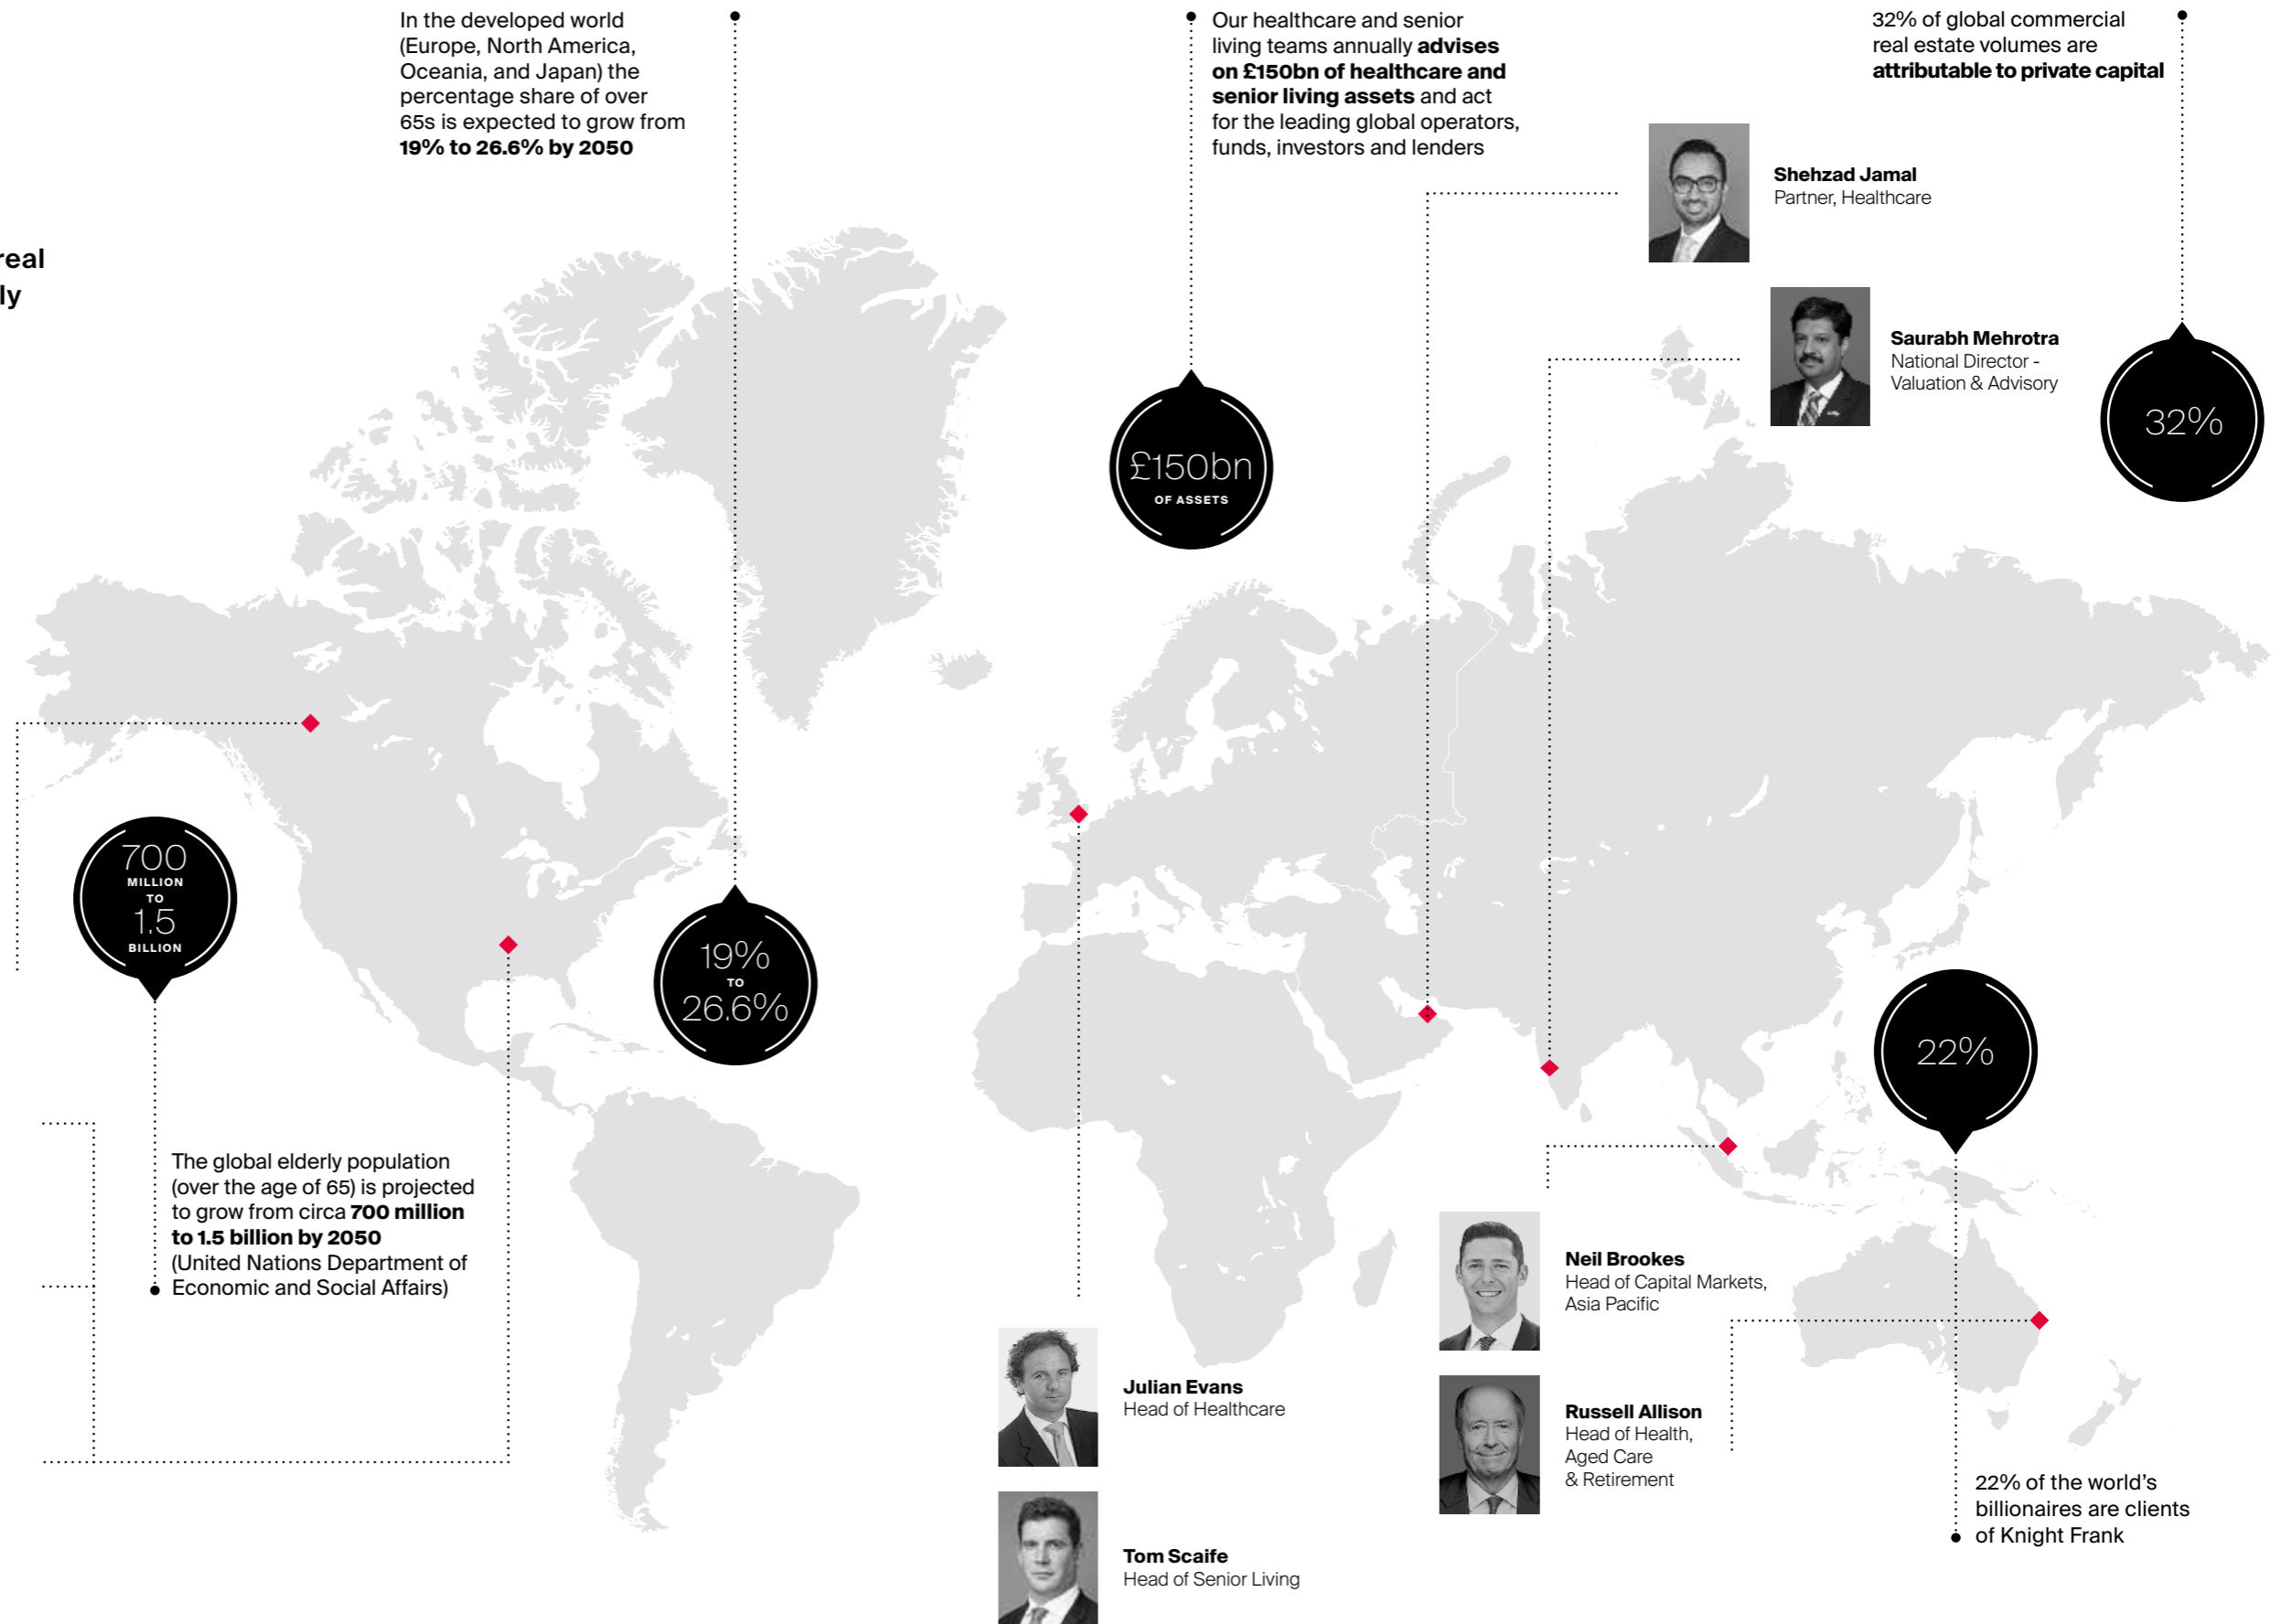 In the developed world
(Europe, North America,
Oceania, and Japan) the
percentage share of over
65s is expected to grow from
19% to 26.6% by 2050
Our healthcare and senior
living teams annually advises
on £150bn of healthcare and
senior living assets and act
for the leading global operators,
funds, investors and lenders
32% of global commercial
real estate volumes are
attributable to private capital
Shehzad Jamal
Partner, Healthcare
real
ly
Saurabh Mehrotra
National Director -
Valuation & Advisory
32%
£150bn
OF ASSETS
700
MILLION
TO
1.5
BILLION
19%
TO
26.6%
22%
The global elderly population
(over the age of 65) is projected
to grow from circa 700 million
to 1.5 billion by 2050
(United Nations Department of
Economic and Social Affairs)
Neil Brookes
Head of Capital Markets,
Asia Pacific
Julian Evans
Head of Healthcare
Russell Allison
Head of Health,
Aged Care
& Retirement
22% of the world's
billionaires are clients
of Knight Frank
Tom Scaife
Head of Senior Living